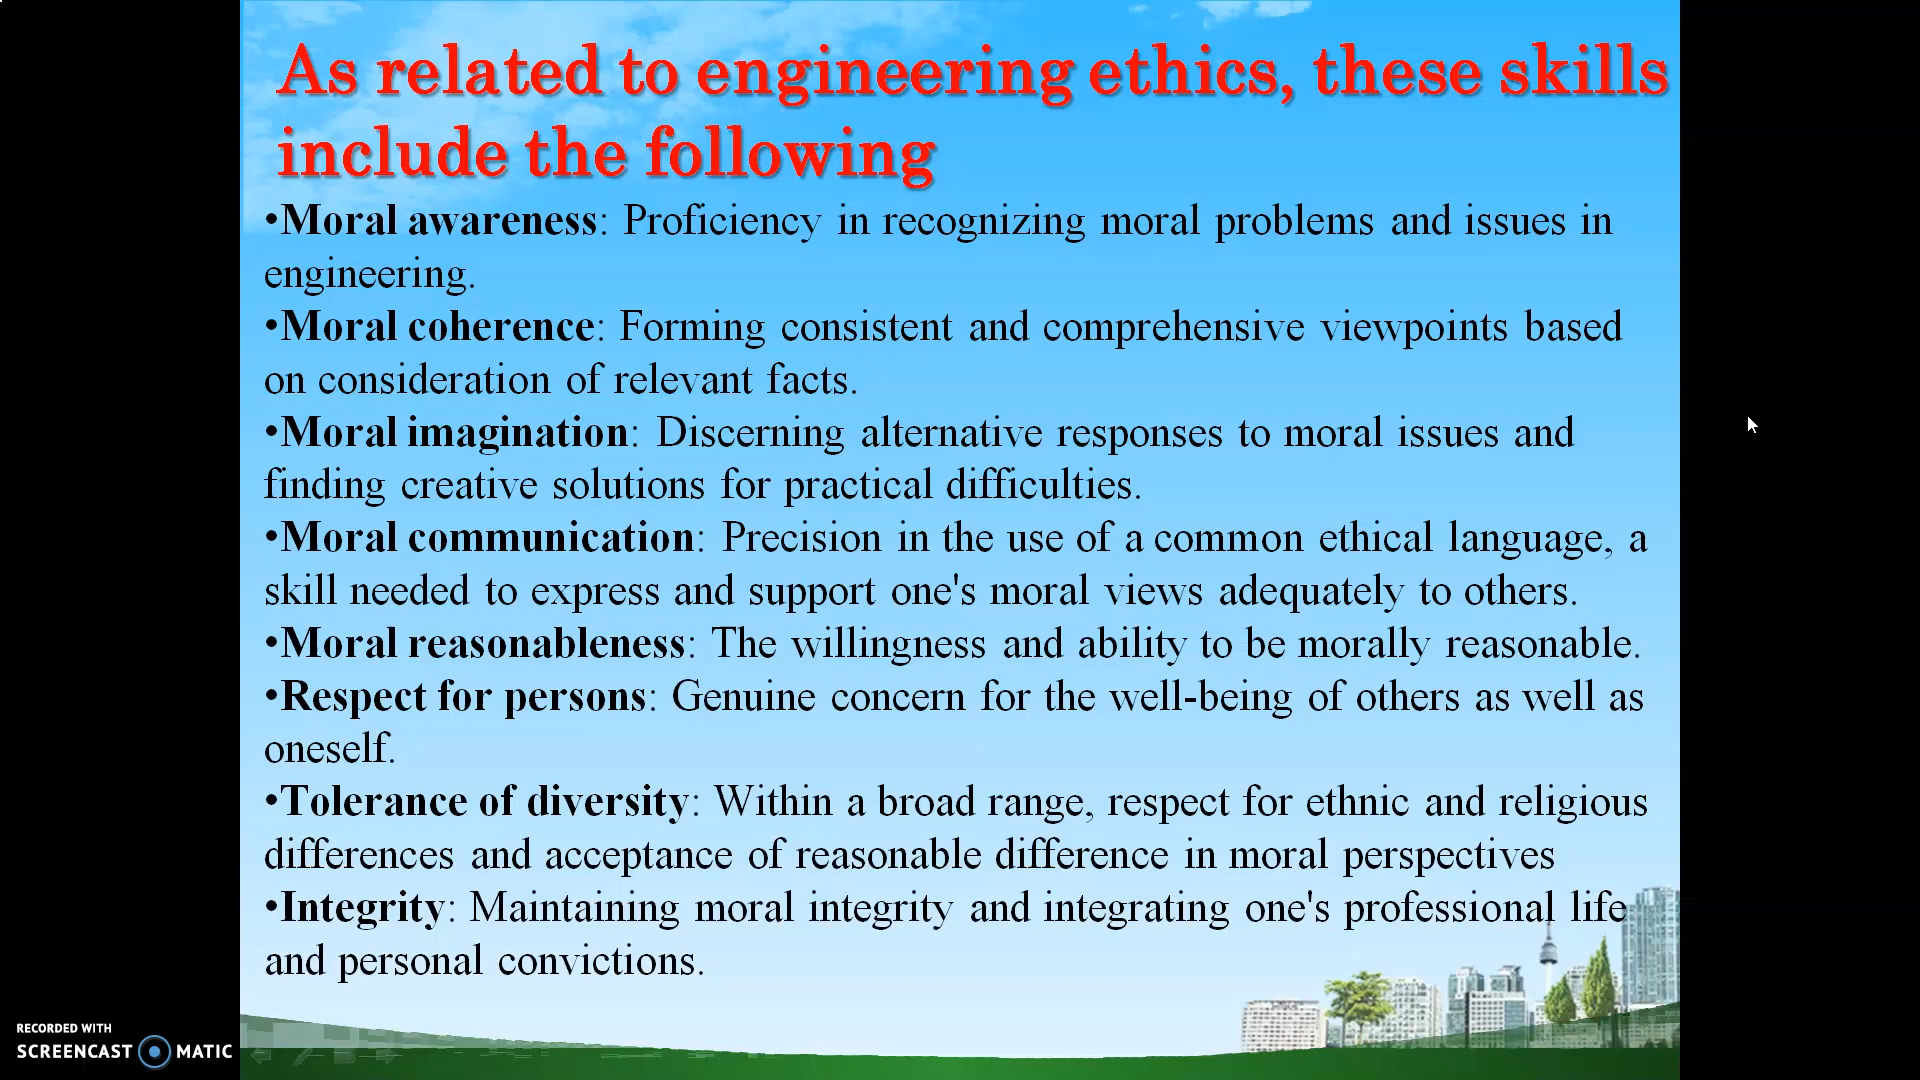 As related to engineering ethics, these skills
include the following
•Moral awareness: Proficiency in recognizing moral problems and issues in
engineering.
•Moral coherence: Forming consistent and comprehensive viewpoints based
on consideration of relevant facts.
•Moral imagination: Discerning alternative responses to moral issues and
finding creative solutions for practical difficulties.
•Moral communication: Precision in the use of a common ethical language, a
skill needed to express and support one's moral views adequately to others.
•Moral reasonableness: The willingness and ability to be morally reasonable.
•Respect for persons: Genuine concern for the well-being of others as well as
oneself.
•Tolerance of diversity: Within a broad range, respect for ethnic and religious
differences and acceptance of reasonable difference in moral perspectives
•Integrity: Maintaining moral integrity and integrating one's professional life
and personal convictions.
RECORDED WITH
SCREENCAST MATIC